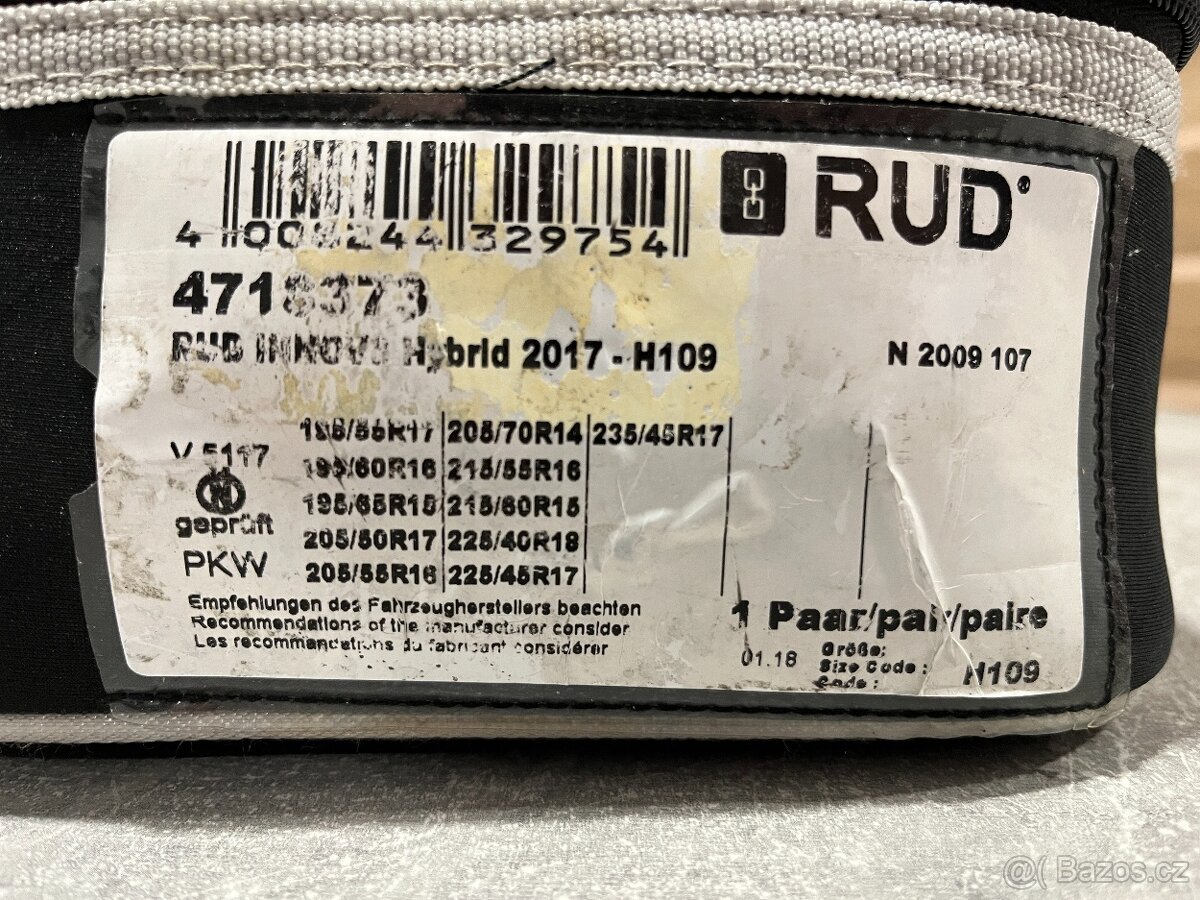 RUD
4 008244 329754
4718373
RUD INNOV8 Hybrid 2017 - H109
N 2009 107
V 5117
geprüft
PKW
195/55R17 205/70R14 235/45R17
195/60R16 215/55R16
195/65R15 215/60R15
205/50R17 225/40R18
205/55R16 225/45R17
Empfehlungen des Fahrzeugherstellers beachten
Recommendations of the manufacturer consider
Les recommandations du fabricant considérer
1 Paar/pair/paire
01.18
Größe:
Size Code :
Code :
H109
@( Bazos.cz